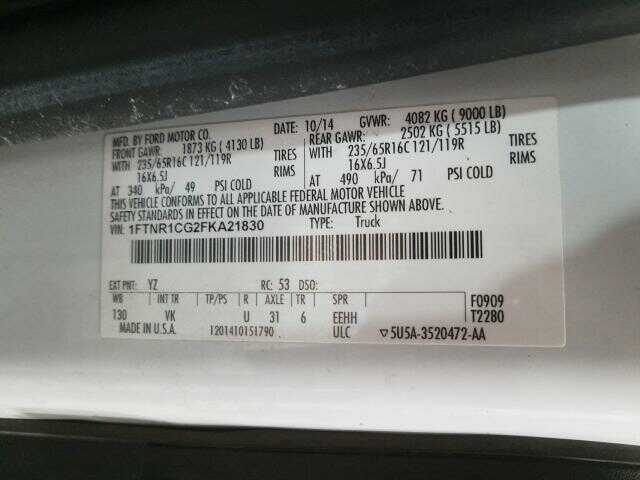 MFD. BY FORD MOTOR CO. DATE: 10/14 GVWR: 4082 KG ( 9000 LB)
FRONT GAWR: 1873 KG ( 4130 LB) REAR GAWR: 2502 KG ( 5515 LB)
WITH 235/65R16C 121/119R TIRES WITH 235/65R16C 121/119R TIRES
16X6.5J RIMS 16X6.5J RIMS
AT 340 kPa/ 49 PSI COLD AT 490 kPa/ 71 PSI COLD
THIS VEHICLE CONFORMS TO ALL APPLICABLE FEDERAL MOTOR VEHICLE
SAFETY STANDARDS IN EFFECT ON THE DATE OF MANUFACTURE SHOWN ABOVE.
VIN: 1FTNR1CG2FKA21830 TYPE: Truck
EXT PNT: YZ RC: 53 DSO:
WB INT TR TP/PS R AXLE TR SPR F0909
130 VK U 31 6 EEHH T2280
MADE IN U.S.A. 1201410151790 ULC ▽5U5A-3520472-AA